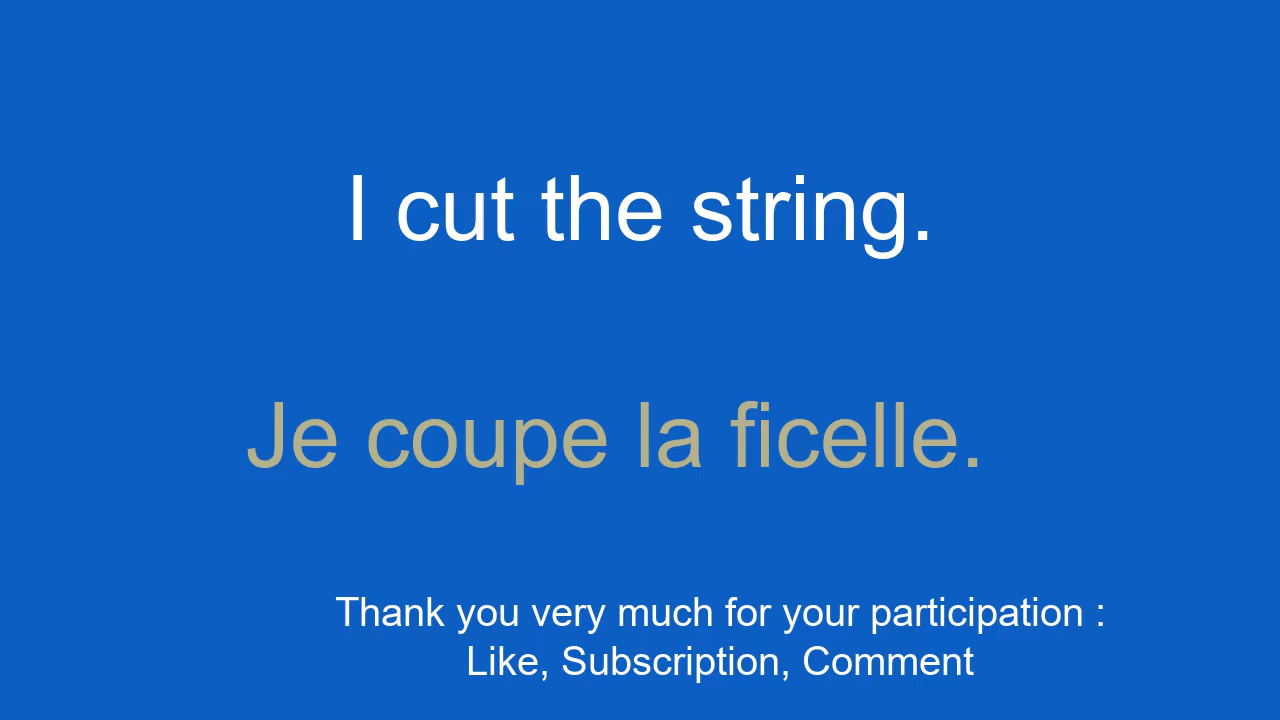 I cut the string.
Je coupe la ficelle.
Thank you very much for your participation :
Like, Subscription, Comment